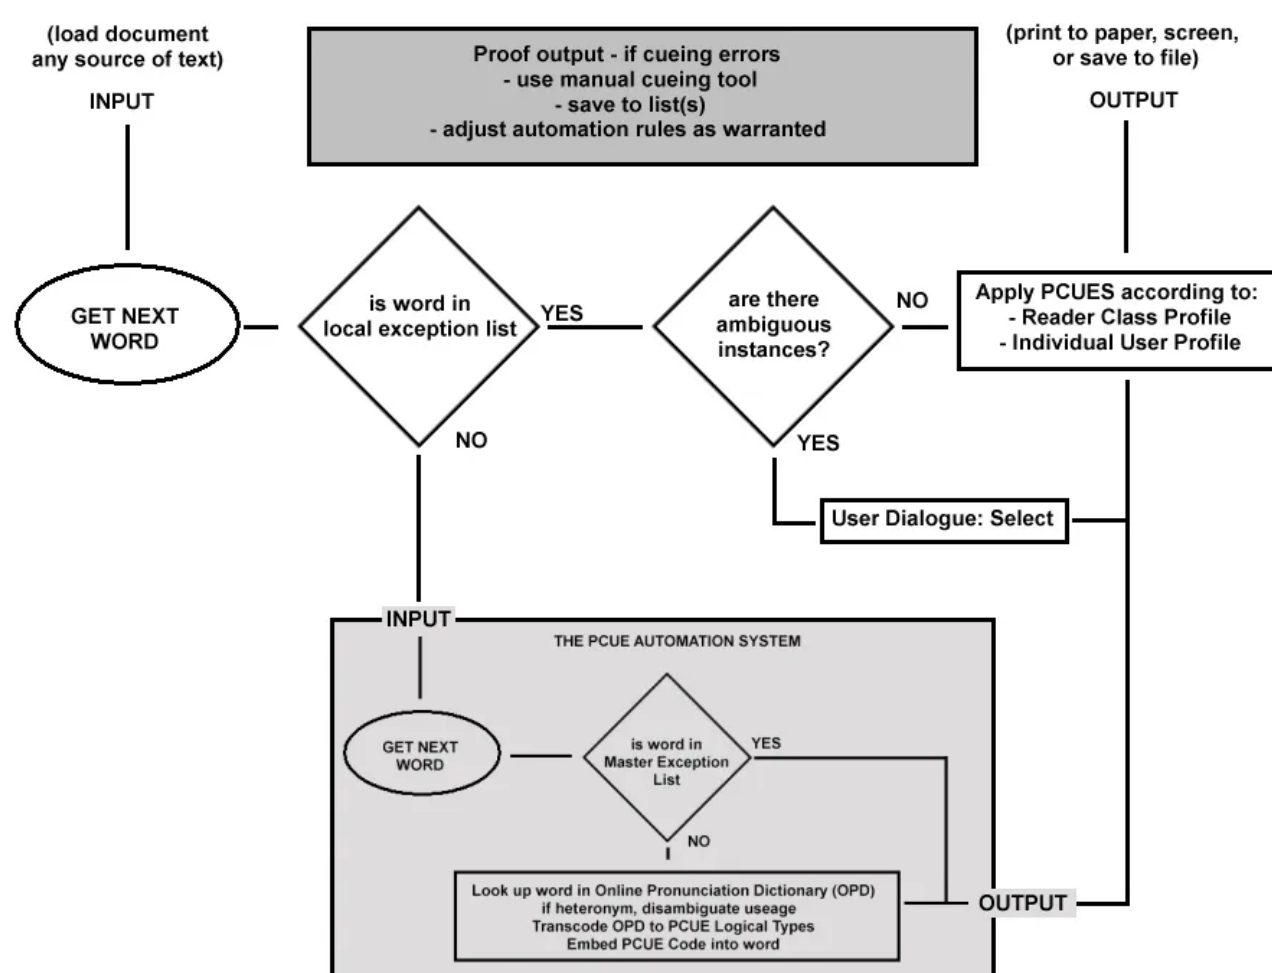 (load document
any source of text)
INPUT
Proof output - if cueing errors
- use manual cueing tool
- save to list(s)
- adjust automation rules as warranted
(print to paper, screen,
or save to file)
OUTPUT
GET NEXT
WORD
is word in
local exception list
YES
NO
are there
ambiguous
instances?
NO
YES
Apply PCUES according to:
- Reader Class Profile
- Individual User Profile
User Dialogue: Select
INPUT
THE PCUE AUTOMATION SYSTEM
GET NEXT
WORD
is word in
Master Exception
List
YES
NO
Look up word in Online Pronunciation Dictionary (OPD)
if heteronym, disambiguate useage
Transcode OPD to PCUE Logical Types
Embed PCUE Code into word
OUTPUT